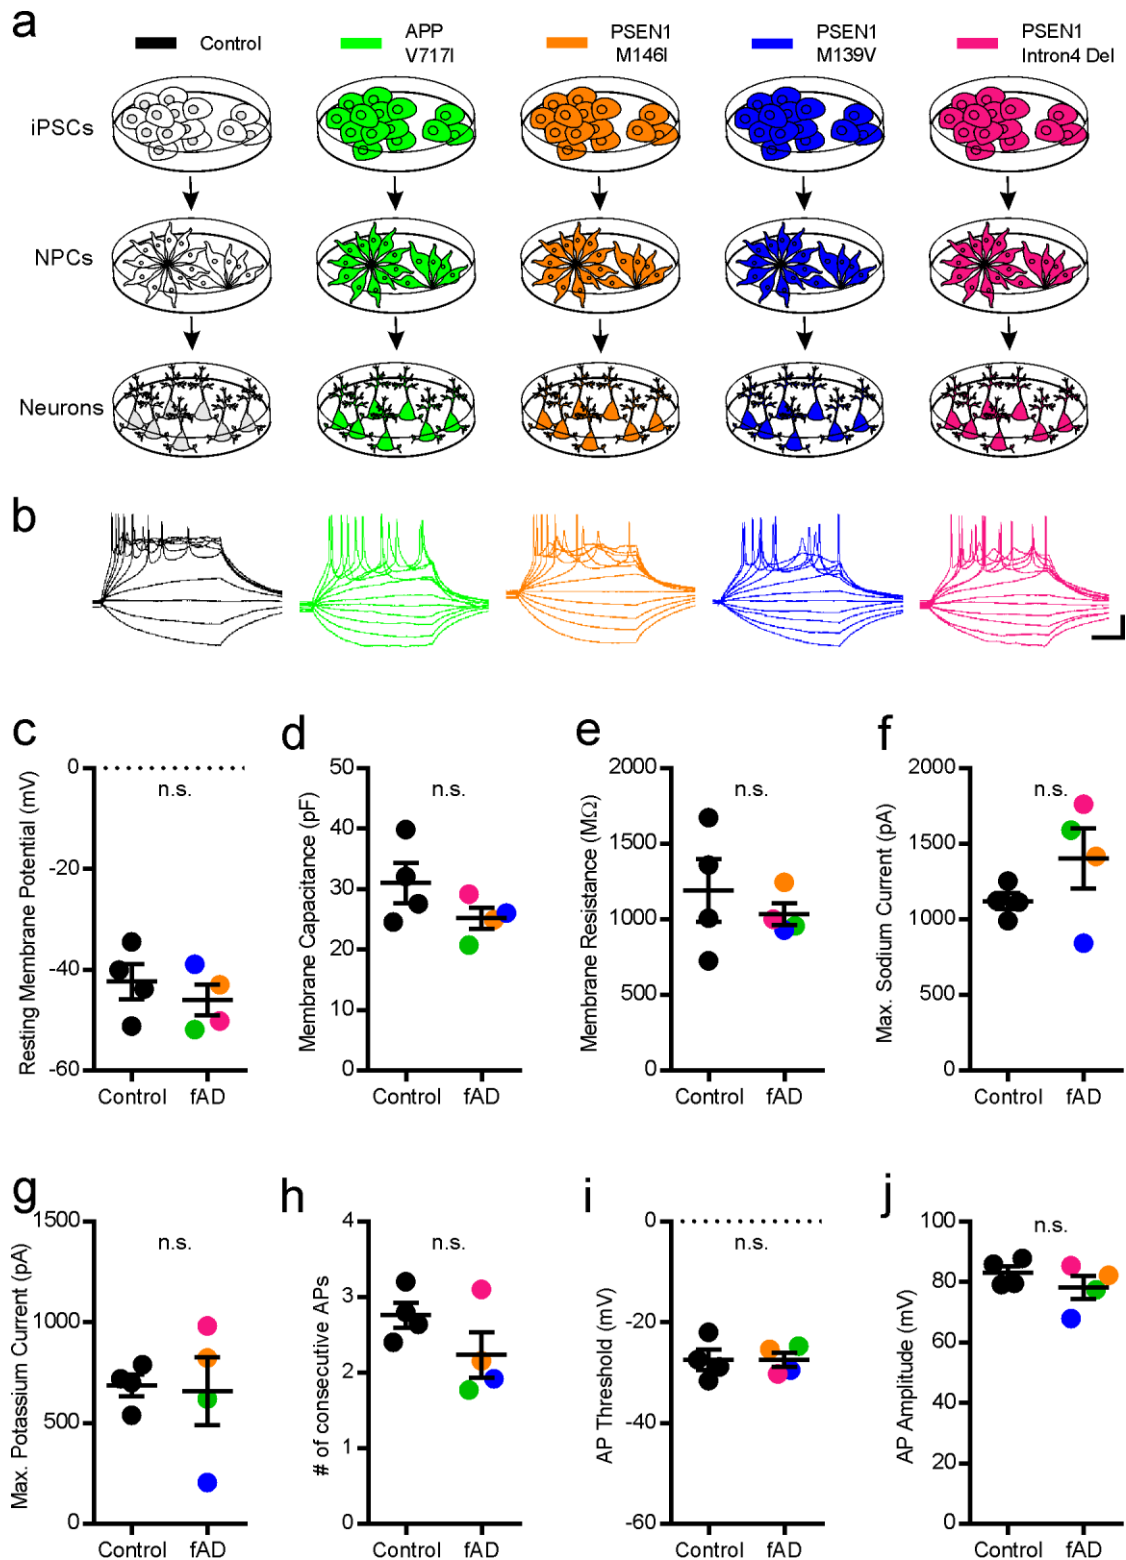 a
Control
APP
V717I
PSEN1
M146I
PSEN1
M139V
PSEN1
Intron4 Del
iPSCs
NPCs
Neurons
b
c
Resting Membrane Potential (mV)
0
-20
-40
-60
n.s.
Control
fAD
d
Membrane Capacitance (pF)
50
40
30
20
10
0
n.s.
Control
fAD
e
Membrane Resistance (MΩ)
2000
1500
1000
500
0
n.s.
Control
fAD
f
Max. Sodium Current (pA)
2000
1500
1000
500
0
n.s.
Control
fAD
g
Max. Potassium Current (pA)
1500
1000
500
0
n.s.
Control
fAD
h
# of consecutive APs
4
3
2
1
0
n.s.
Control
fAD
i
AP Threshold (mV)
0
-20
-40
-60
n.s.
Control
fAD
j
AP Amplitude (mV)
100
80
60
40
20
0
n.s.
Control
fAD